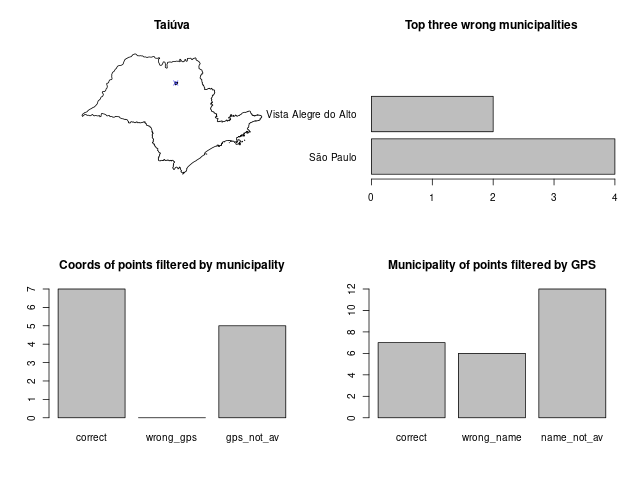 Taiúva
Top three wrong municipalities
Vista Alegre do Alto
São Paulo
0 1 2 3 4
Coords of points filtered by municipality
0 1 2 3 4 5 6 7
correct wrong_gps gps_not_av
Municipality of points filtered by GPS
0 2 4 6 8 10 12
correct wrong_name name_not_av